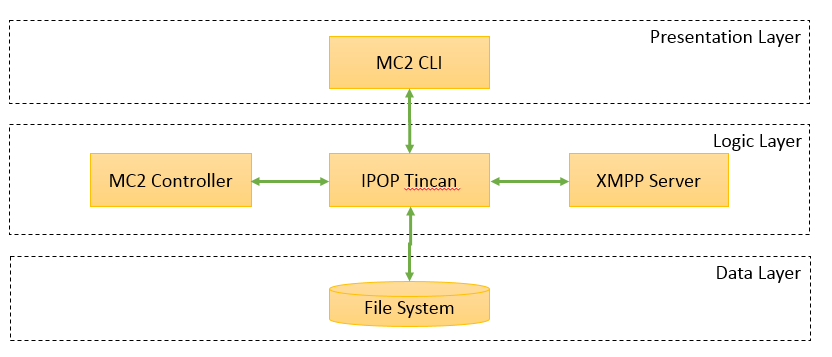 Presentation Layer
MC2 CLI
Logic Layer
MC2 Controller
IPOP Tincan
XMPP Server
Data Layer
File System